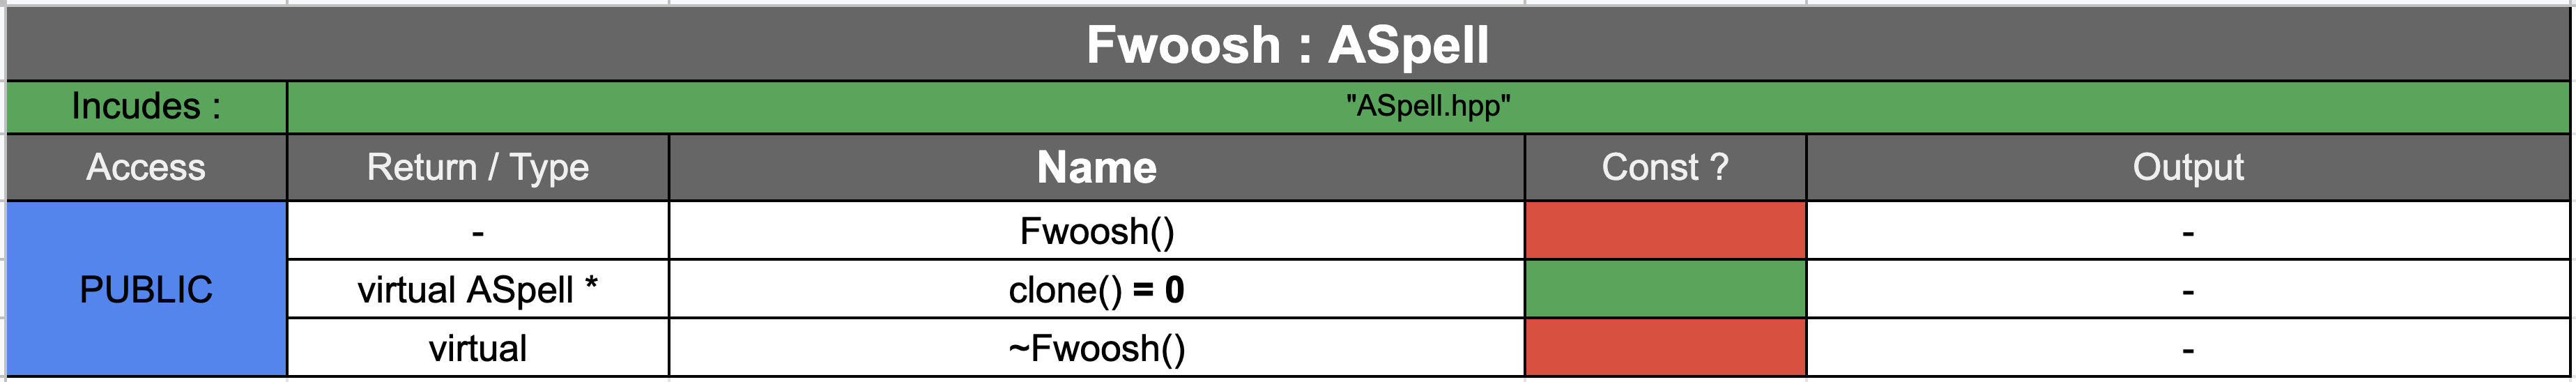 Fwoosh : ASpell
Incudes : "ASpell.hpp"
Access Return / Type Name Const ? Output
- Fwoosh() -
PUBLIC virtual ASpell * clone() = 0 -
virtual ~Fwoosh() -